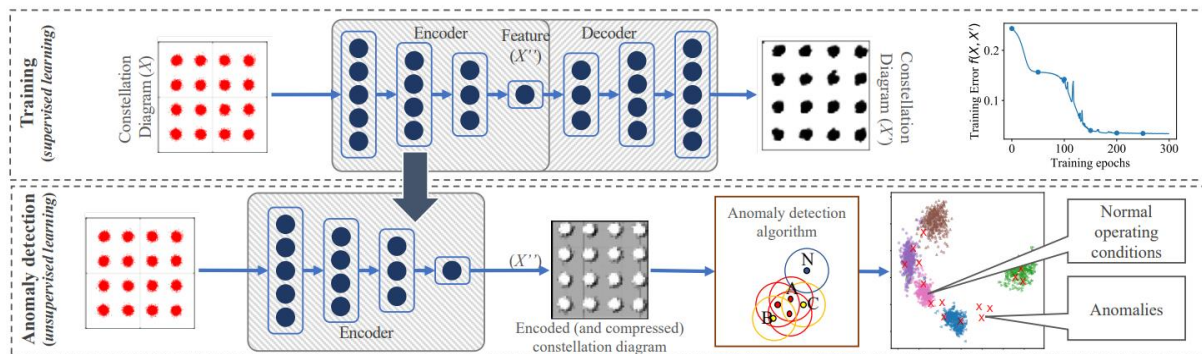 Training
(supervised learning)
Constellation
Diagram (X)
Encoder
Feature
(X'')
Decoder
Constellation
Diagram (X')
Training Error f(X, X')
0.2
0.1
0
100
200
300
Training epochs
Anomaly detection
(unsupervised learning)
Encoder
(X'')
Encoded (and compressed)
constellation diagram
Anomaly detection
algorithm
N
A
C
B
X X X X X X X X X X X X
Normal
operating
conditions
Anomalies